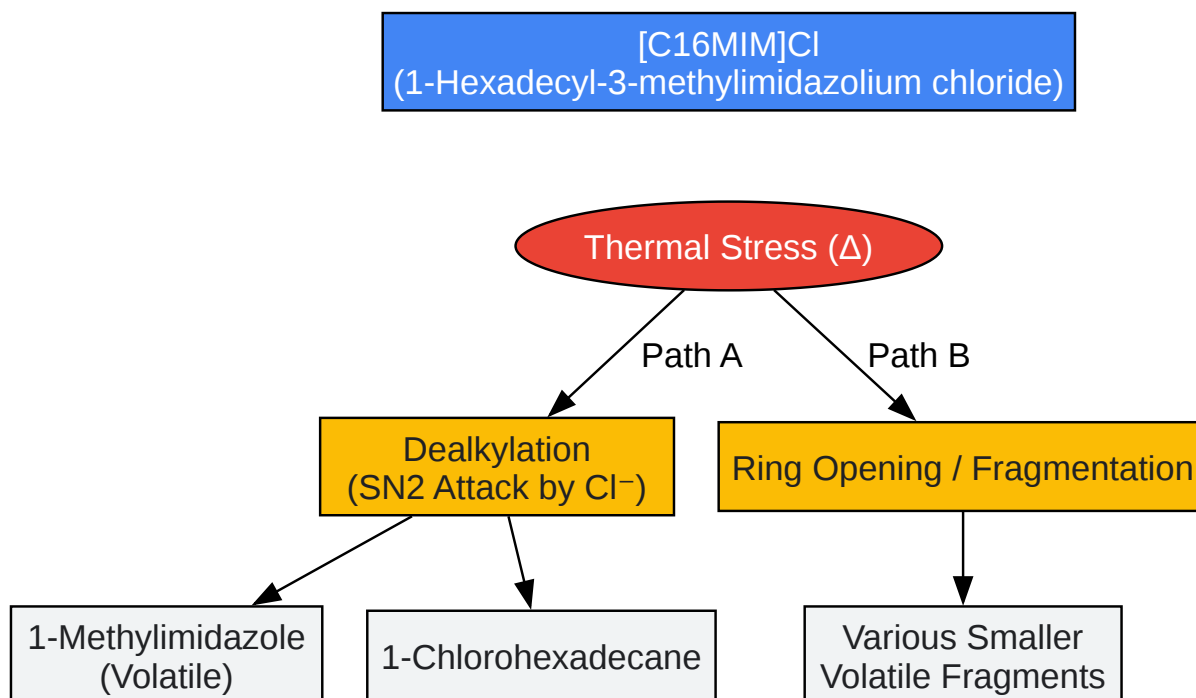 [C16MIM]Cl
(1-Hexadecyl-3-methylimidazolium chloride)
Thermal Stress (Δ)
Path A
Path B
Dealkylation
(SN2 Attack by Cl⁻)
Ring Opening / Fragmentation
1-Methylimidazole
(Volatile)
1-Chlorohexadecane
Various Smaller
Volatile Fragments